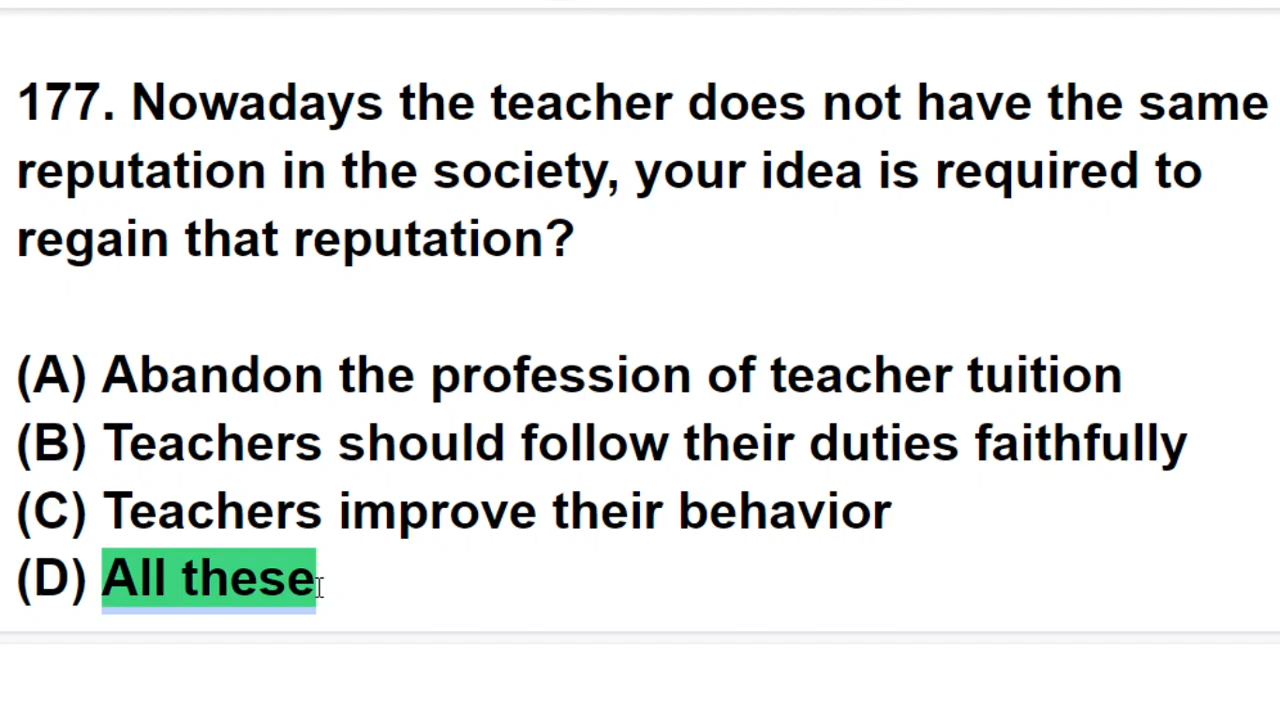 177. Nowadays the teacher does not have the same
reputation in the society, your idea is required to
regain that reputation?
(A) Abandon the profession of teacher tuition
(B) Teachers should follow their duties faithfully
(C) Teachers improve their behavior
(D) All these